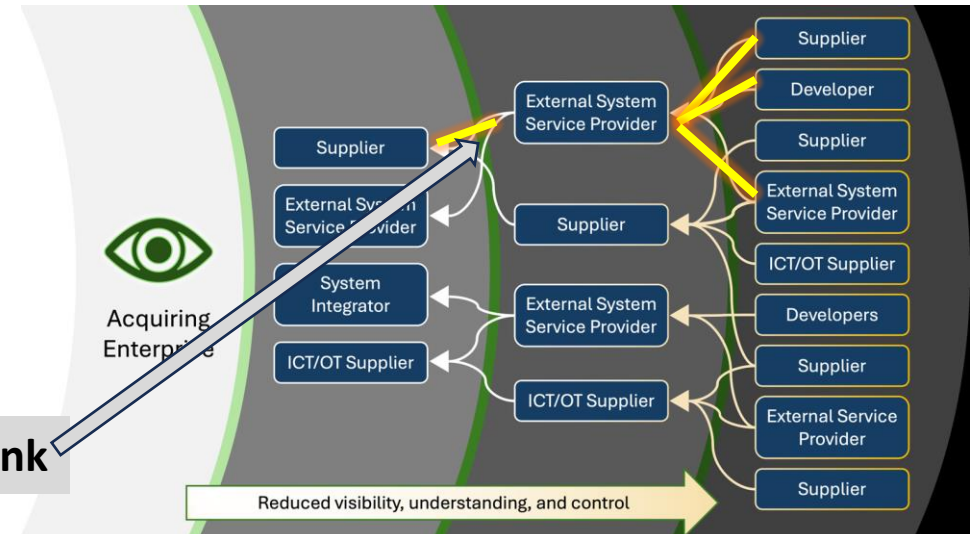 Acquiring
Enterprise
nk
Supplier
External System
Service Provider
System
Integrator
ICT/OT Supplier
External System
Service Provider
Supplier
External System
Service Provider
ICT/OT Supplier
Supplier
Developer
Supplier
External System
Service Provider
ICT/OT Supplier
Developers
Supplier
External Service
Provider
Supplier
Reduced visibility, understanding, and control